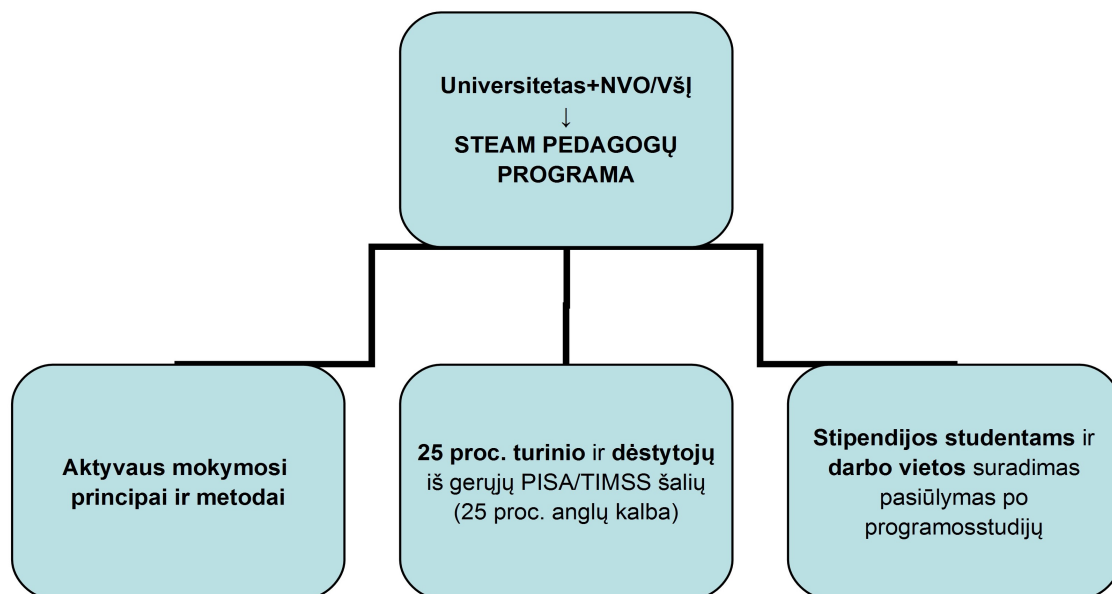 Universitetas+NVO/VšĮ
↓
STEAM PEDAGOGŲ
PROGRAMA
Aktyvaus mokymosi
principai ir metodai
25 proc. turinio ir dėstytojų
iš gerųjų PISA/TIMSS šalių
(25 proc. anglų kalba)
Stipendijos studentams ir
darbo vietos suradimas
pasiūlymas po
programosstudijų